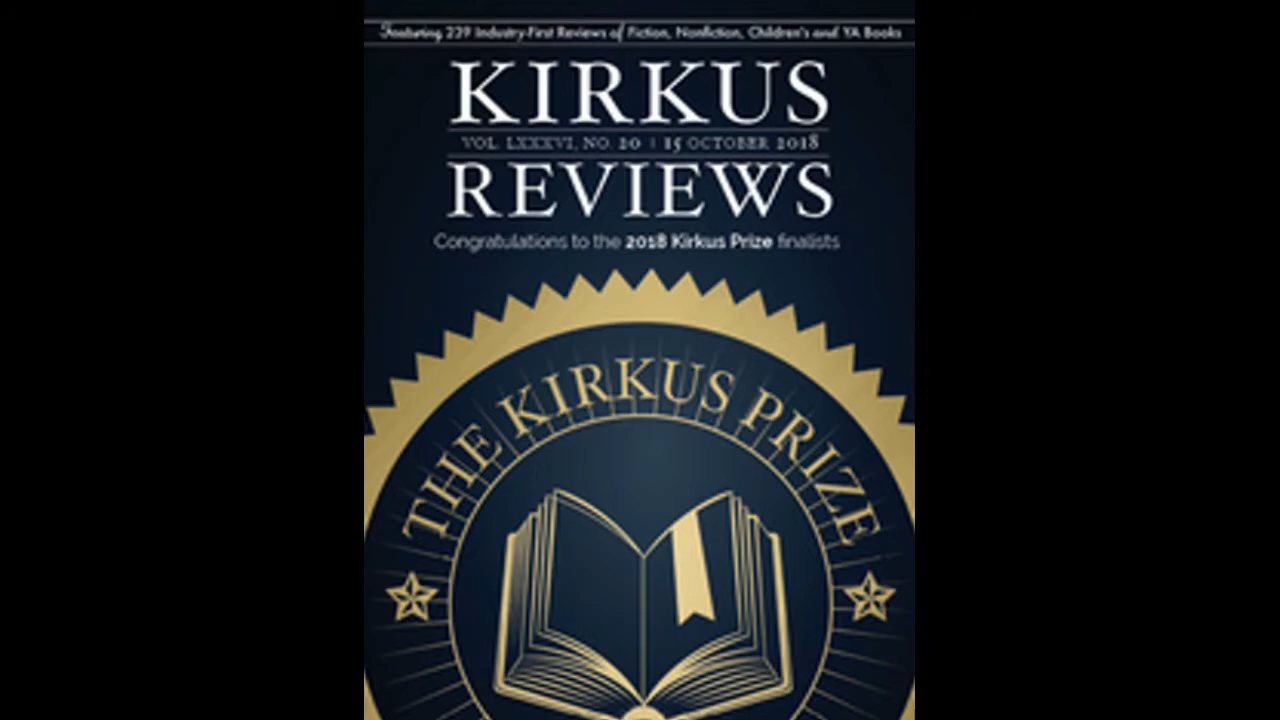 Featuring 239 Industry-First Reviews of Fiction, Nonfiction, Children's and YA Books
KIRKUS
VOL. LXXXVI, NO. 20 | 15 OCTOBER 2018
REVIEWS
Congratulations to the 2018 Kirkus Prize finalists
THE KIRKUS PRIZE